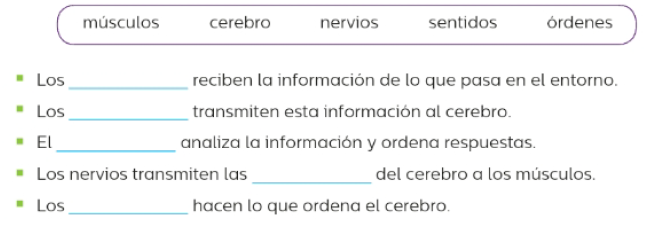 músculos cerebro nervios sentidos órdenes
Los ____________ reciben la información de lo que pasa en el entorno.
Los ____________ transmiten esta información al cerebro.
El ____________ analiza la información y ordena respuestas.
Los nervios transmiten las ____________ del cerebro a los músculos.
Los ____________ hacen lo que ordena el cerebro.